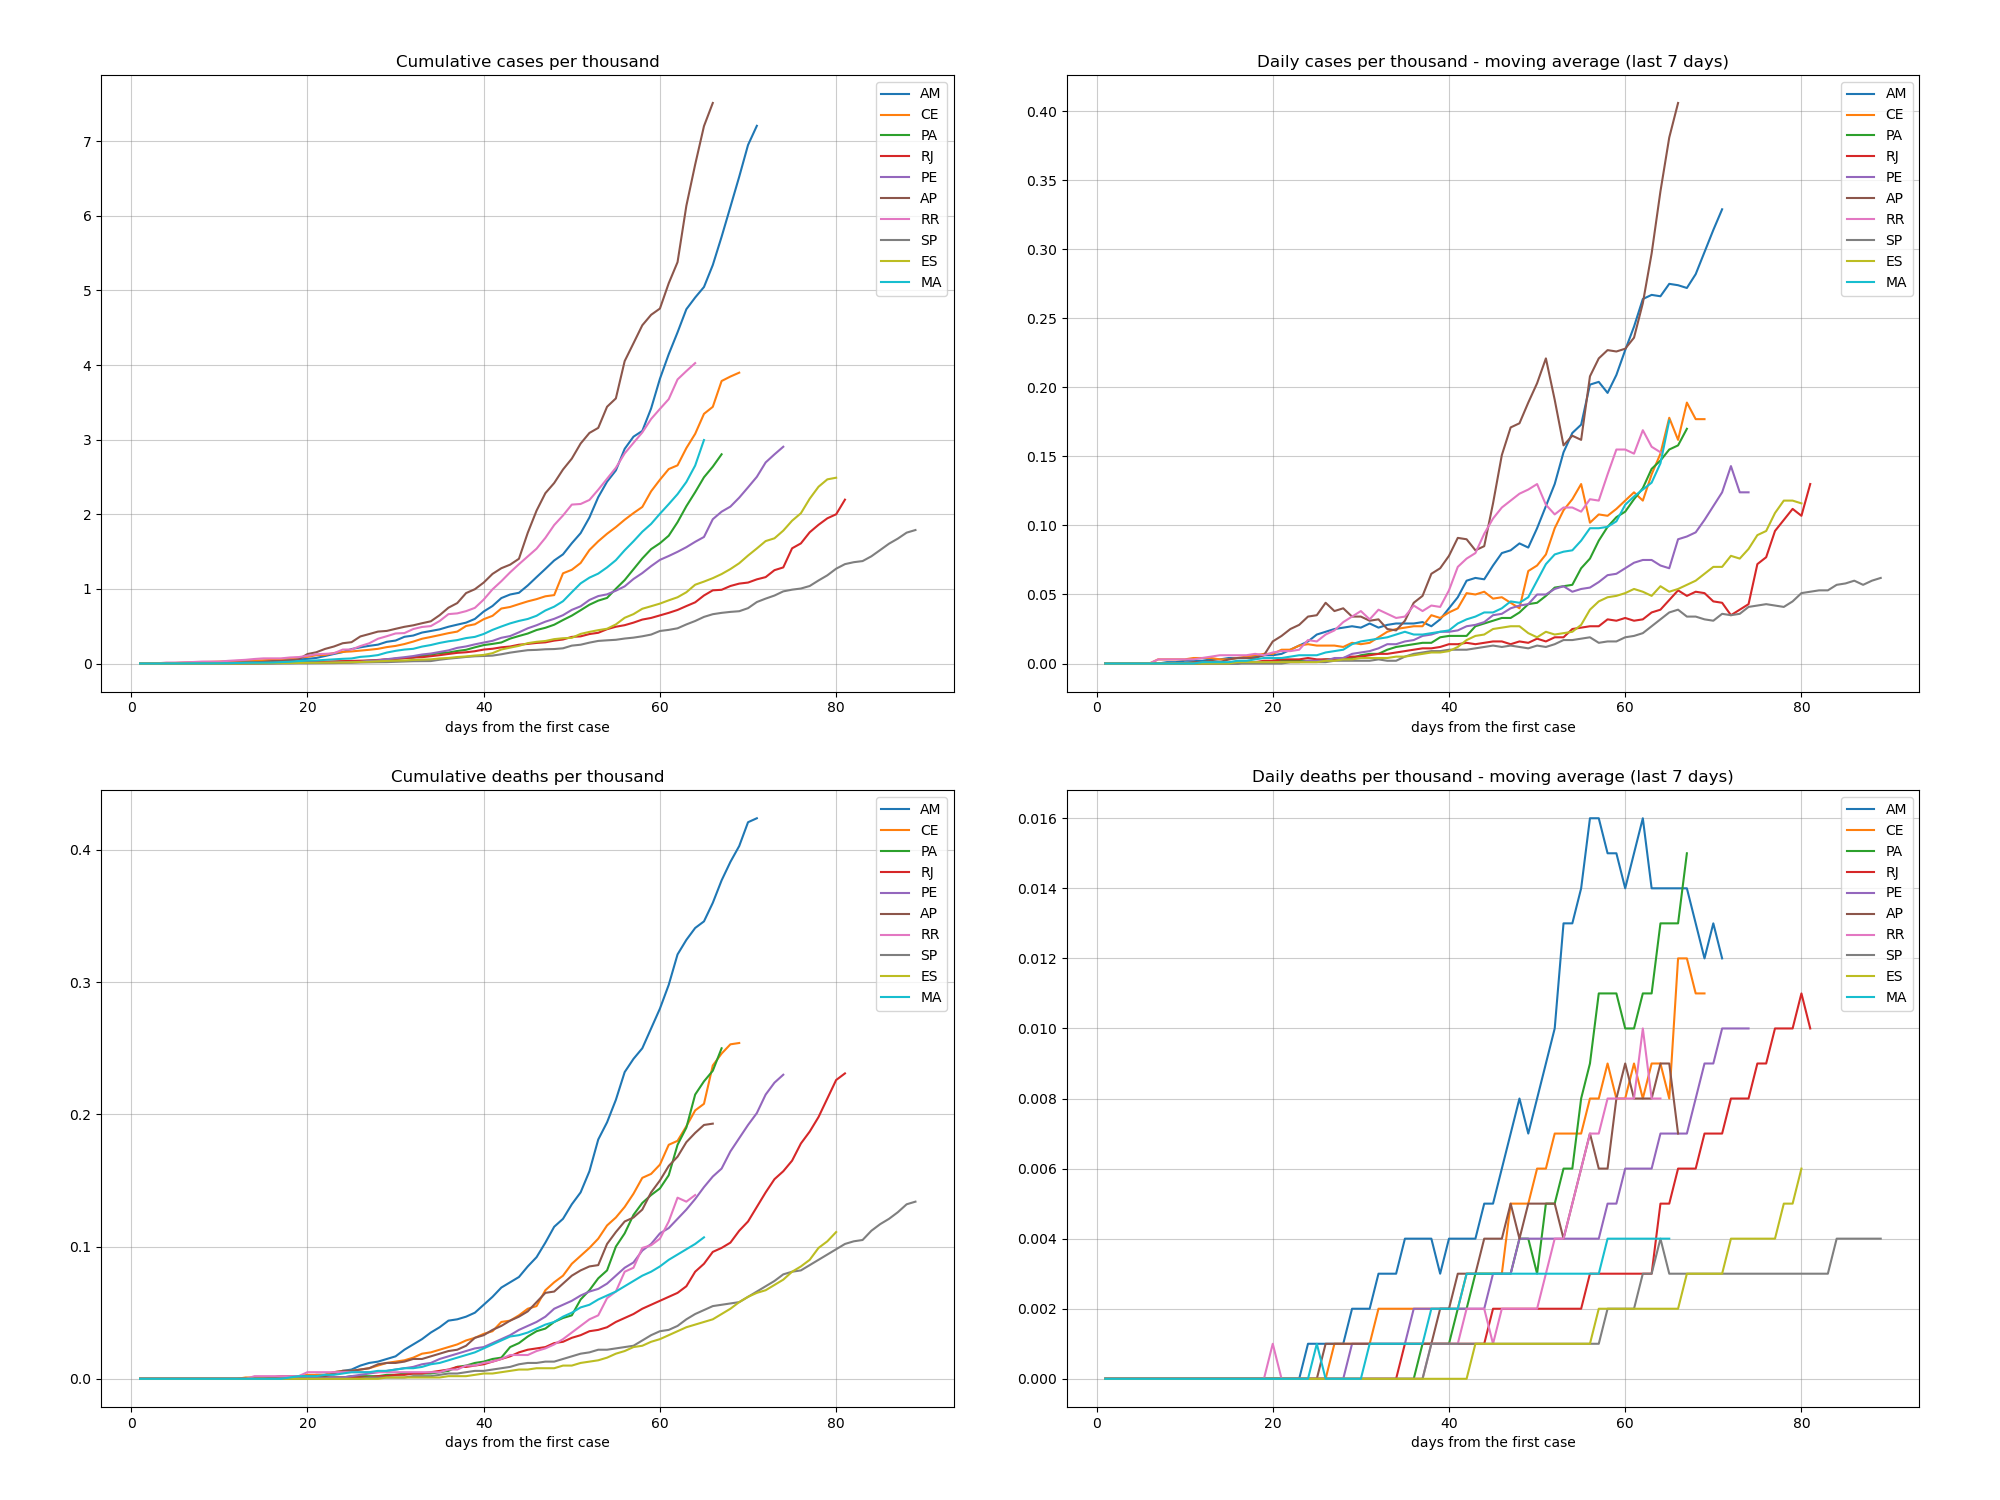 Cumulative cases per thousand
7
6
5
4
3
2
1
0
0 20 40 60 80
days from the first case
AM
CE
PA
RJ
PE
AP
RR
SP
ES
MA
Daily cases per thousand - moving average (last 7 days)
0.40
0.35
0.30
0.25
0.20
0.15
0.10
0.05
0.00
0 20 40 60 80
days from the first case
AM
CE
PA
RJ
PE
AP
RR
SP
ES
MA
Cumulative deaths per thousand
0.4
0.3
0.2
0.1
0.0
0 20 40 60 80
days from the first case
AM
CE
PA
RJ
PE
AP
RR
SP
ES
MA
Daily deaths per thousand - moving average (last 7 days)
0.016
0.014
0.012
0.010
0.008
0.006
0.004
0.002
0.000
0 20 40 60 80
days from the first case
AM
CE
PA
RJ
PE
AP
RR
SP
ES
MA